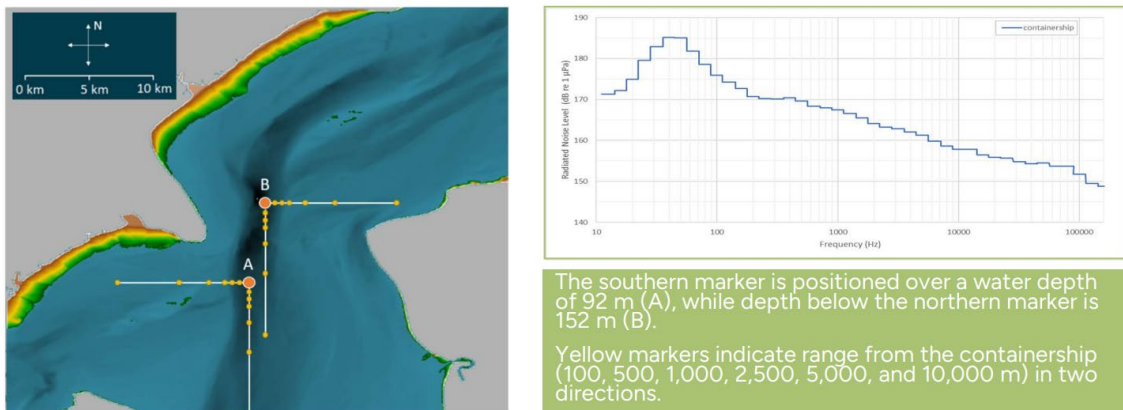 N
0 km 5 km 10 km
B
A
190
180
170
160
150
140
Radiated Noise Level (dB re 1 µPa)
containership
10 100 1000 10000 100000
Frequency (Hz)
The southern marker is positioned over a water depth
of 92 m (A), while depth below the northern marker is
152 m (B).
Yellow markers indicate range from the containership
(100, 500, 1,000, 2,500, 5,000, and 10,000 m) in two
directions.